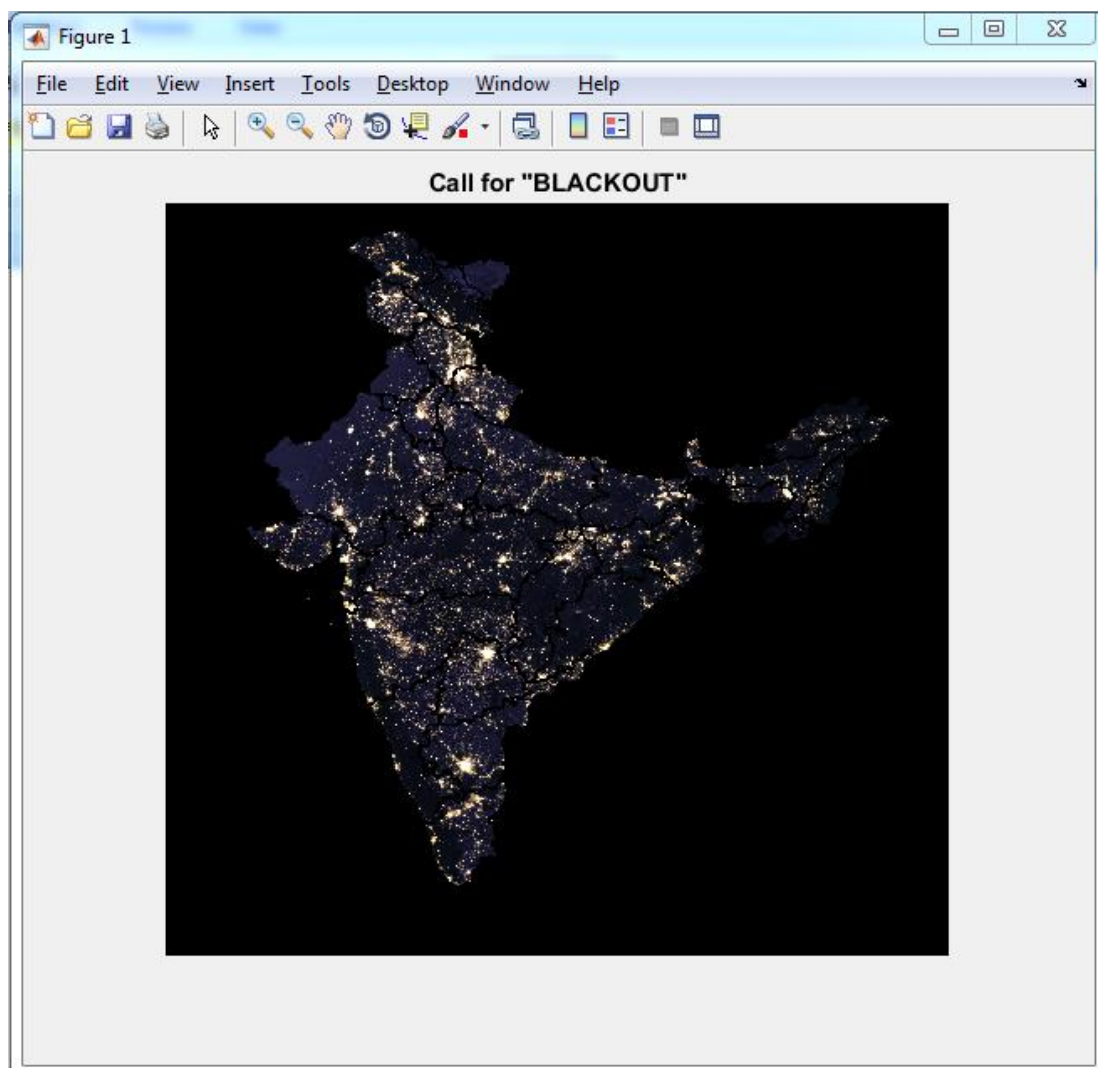 Figure 1
File Edit View Insert Tools Desktop Window Help
Call for "BLACKOUT"